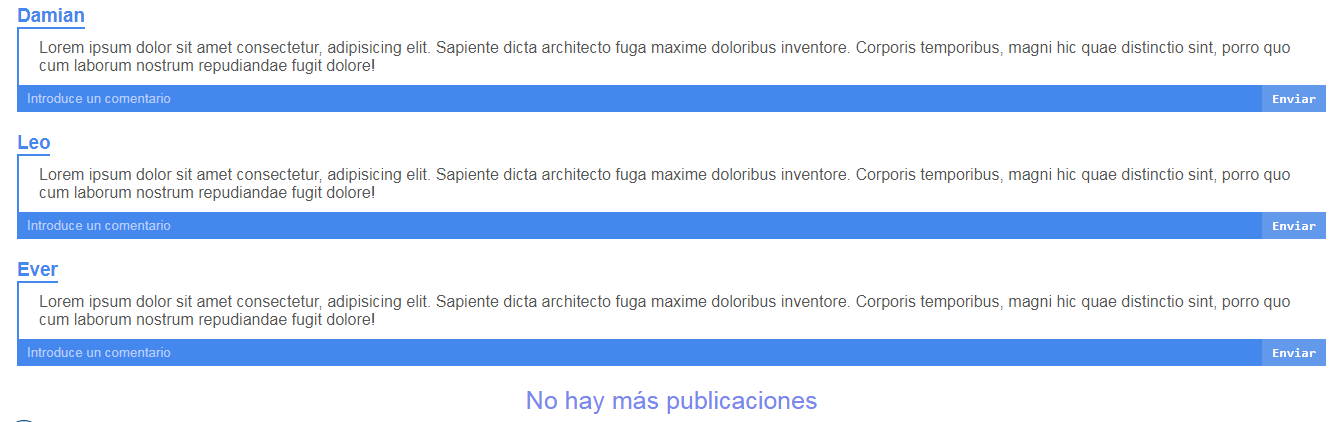 Damian
Lorem ipsum dolor sit amet consectetur, adipisicing elit. Sapiente dicta architecto fuga maxime doloribus inventore. Corporis temporibus, magni hic quae distinctio sint, porro quo
cum laborum nostrum repudiandae fugit dolore!
Introduce un comentario Enviar
Leo
Lorem ipsum dolor sit amet consectetur, adipisicing elit. Sapiente dicta architecto fuga maxime doloribus inventore. Corporis temporibus, magni hic quae distinctio sint, porro quo
cum laborum nostrum repudiandae fugit dolore!
Introduce un comentario Enviar
Ever
Lorem ipsum dolor sit amet consectetur, adipisicing elit. Sapiente dicta architecto fuga maxime doloribus inventore. Corporis temporibus, magni hic quae distinctio sint, porro quo
cum laborum nostrum repudiandae fugit dolore!
Introduce un comentario Enviar
No hay más publicaciones